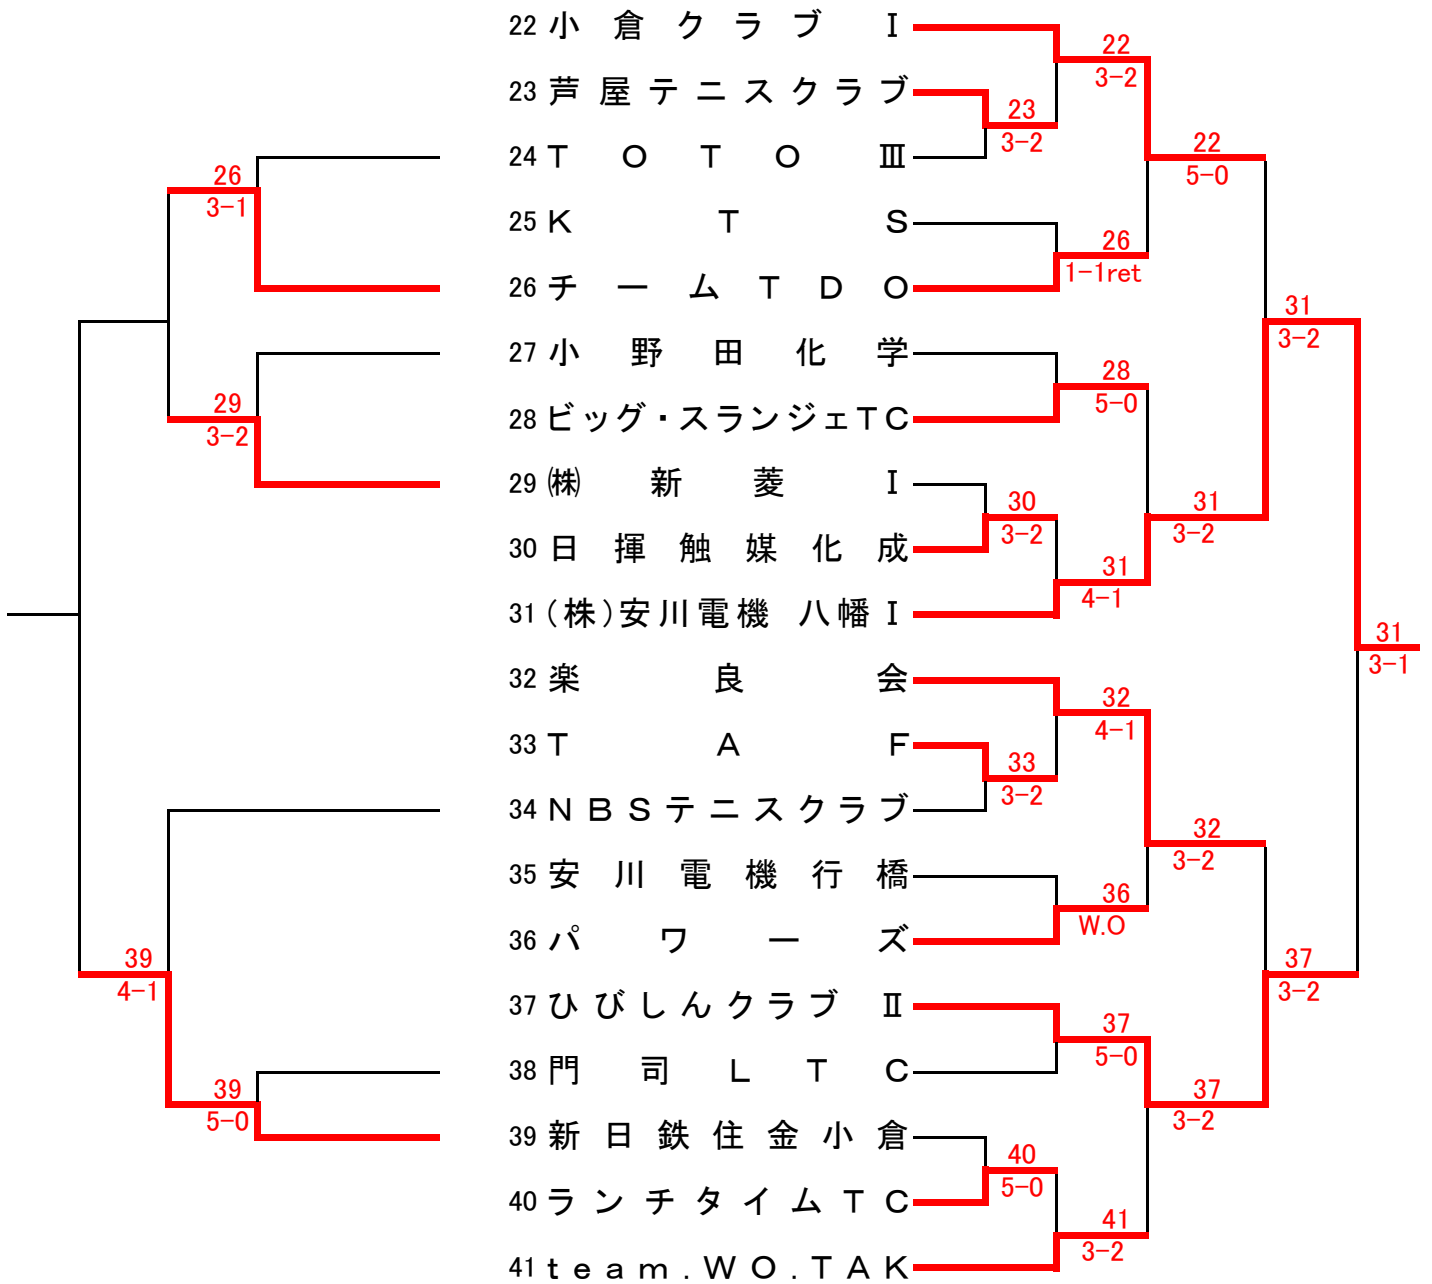 22 小倉クラブ Ⅰ
22
3-2
23 芦屋テニスクラブ
23
3-2
24 ＴＯＴＯ Ⅲ
22
5-0
26
3-1
25 ＫＴＳ
26
1-1ret
26 チームＴＤＯ
31
3-2
27 小野田化学
28
5-0
28 ビッグ・スランジェＴＣ
29
3-2
29 ㈱新菱 Ⅰ
30
3-2
31
3-2
30 日揮触媒化成
31
4-1
31 (株)安川電機 八幡 Ⅰ
31
3-1
32 楽良会
32
4-1
33 ＴＡＦ
33
3-2
34 ＮＢＳテニスクラブ
32
3-2
35 安川電機行橋
36
W.O
36 パワーズ
39
4-1
37
3-2
37 ひびしんクラブ Ⅱ
37
5-0
38 門司ＬＴＣ
39
5-0
37
3-2
39 新日鉄住金小倉
40
5-0
40 ランチタイムＴＣ
41
3-2
41 ｔｅａｍ．ＷＯ．ＴＡＫ